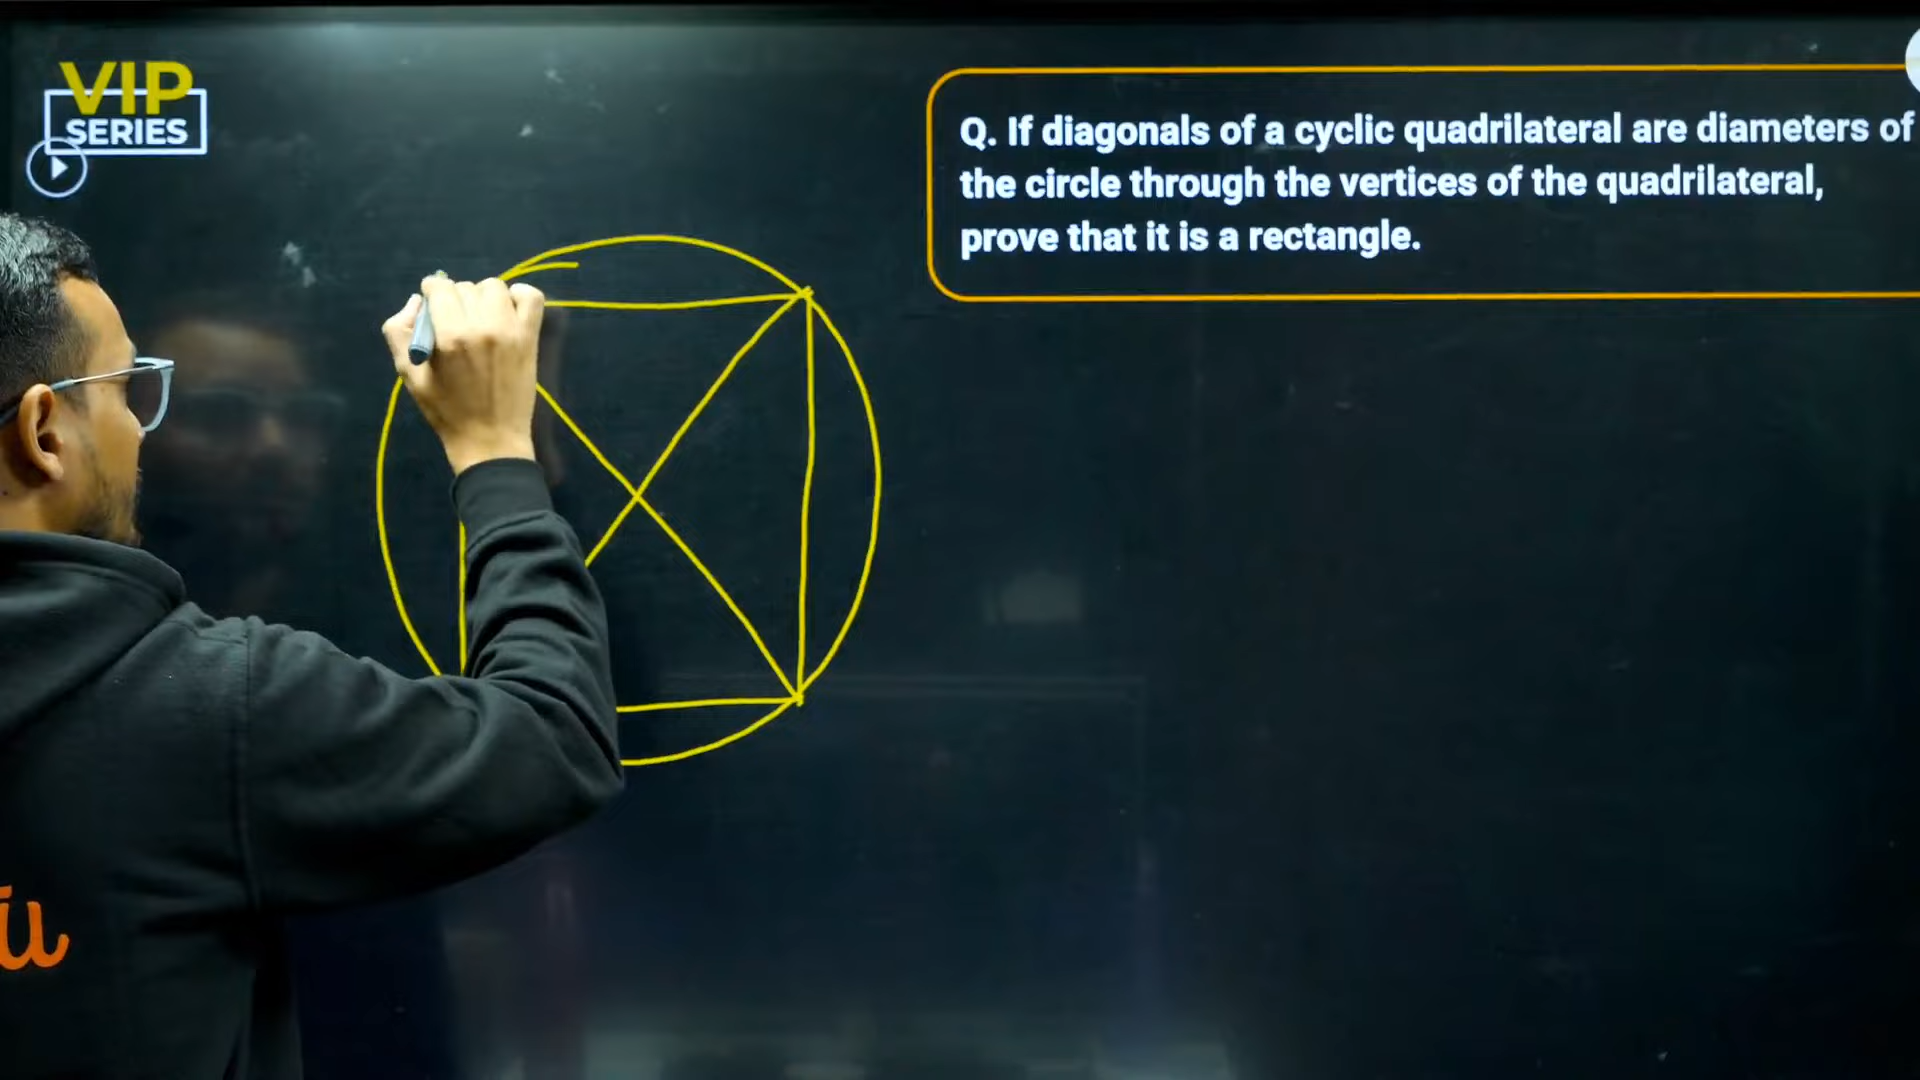 VIP
SERIES
Q. If diagonals of a cyclic quadrilateral are diameters of
the circle through the vertices of the quadrilateral,
prove that it is a rectangle.